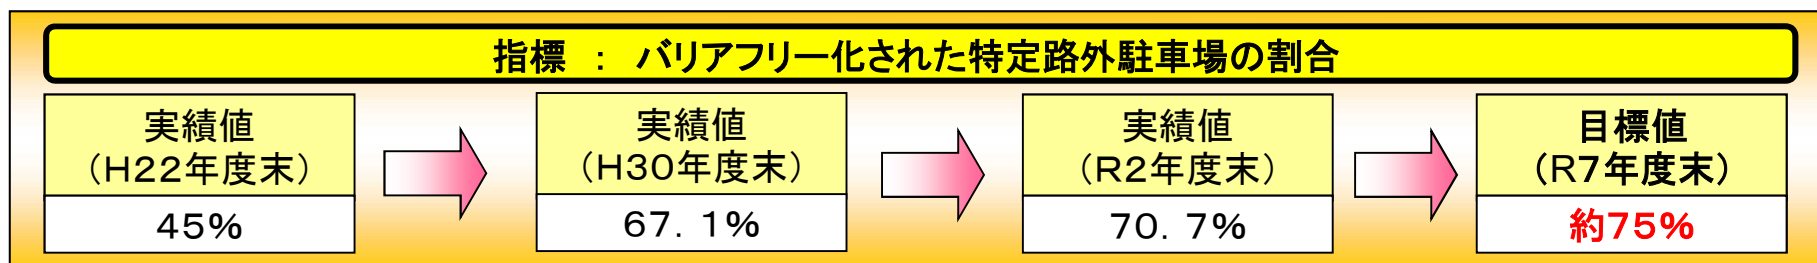 指標 ： バリアフリー化された特定路外駐車場の割合
実績値
（H22年度末）
45％
実績値
（H30年度末）
67．1％
実績値
（R2年度末）
70．7％
目標値
（R7年度末）
約75％